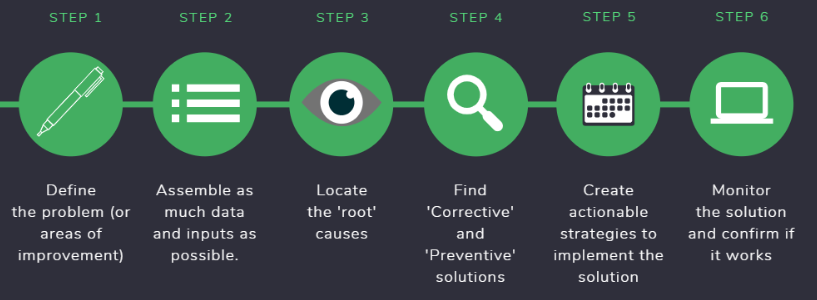 STEP 1
STEP 2
STEP 3
STEP 4
STEP 5
STEP 6
Define
the problem (or
areas of
improvement)
Assemble as
much data
and inputs as
possible.
Locate
the 'root'
causes
Find
'Corrective'
and
'Preventive'
solutions
Create
actionable
strategies to
implement the
solution
Monitor
the solution
and confirm if
it works